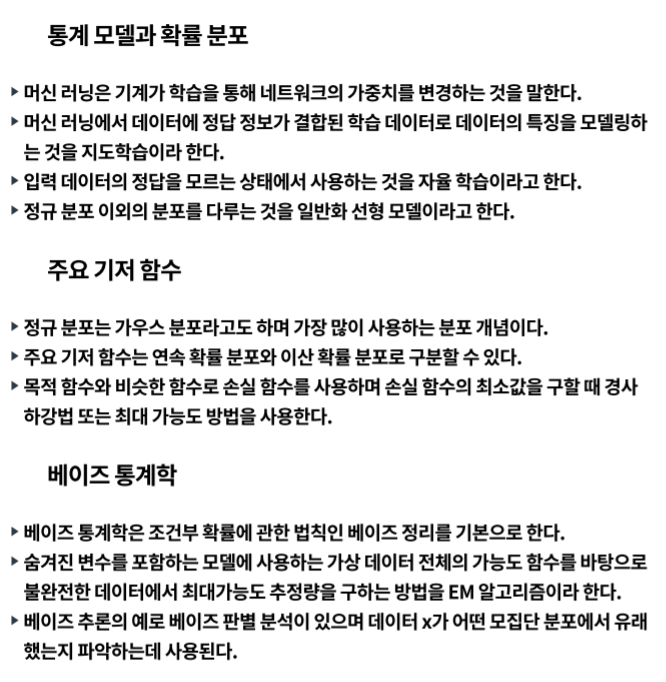 통계 모델과 확률 분포
▸ 머신 러닝은 기계가 학습을 통해 네트워크의 가중치를 변경하는 것을 말한다.
▸ 머신 러닝에서 데이터에 정답 정보가 결합된 학습 데이터로 데이터의 특징을 모델링하
는 것을 지도학습이라 한다.
▸ 입력 데이터의 정답을 모르는 상태에서 사용하는 것을 자율 학습이라고 한다.
▸ 정규 분포 이외의 분포를 다루는 것을 일반화 선형 모델이라고 한다.
주요 기저 함수
▸ 정규 분포는 가우스 분포라고도 하며 가장 많이 사용하는 분포 개념이다.
▸ 주요 기저 함수는 연속 확률 분포와 이산 확률 분포로 구분할 수 있다.
▸ 목적 함수와 비슷한 함수로 손실 함수를 사용하며 손실 함수의 최소값을 구할 때 경사
하강법 또는 최대 가능도 방법을 사용한다.
베이즈 통계학
▸ 베이즈 통계학은 조건부 확률에 관한 법칙인 베이즈 정리를 기본으로 한다.
▸ 숨겨진 변수를 포함하는 모델에 사용하는 가상 데이터 전체의 가능도 함수를 바탕으로
불완전한 데이터에서 최대가능도 추정량을 구하는 방법을 EM 알고리즘이라 한다.
▸ 베이즈 추론의 예로 베이즈 판별 분석이 있으며 데이터 x가 어떤 모집단 분포에서 유래
했는지 파악하는데 사용된다.